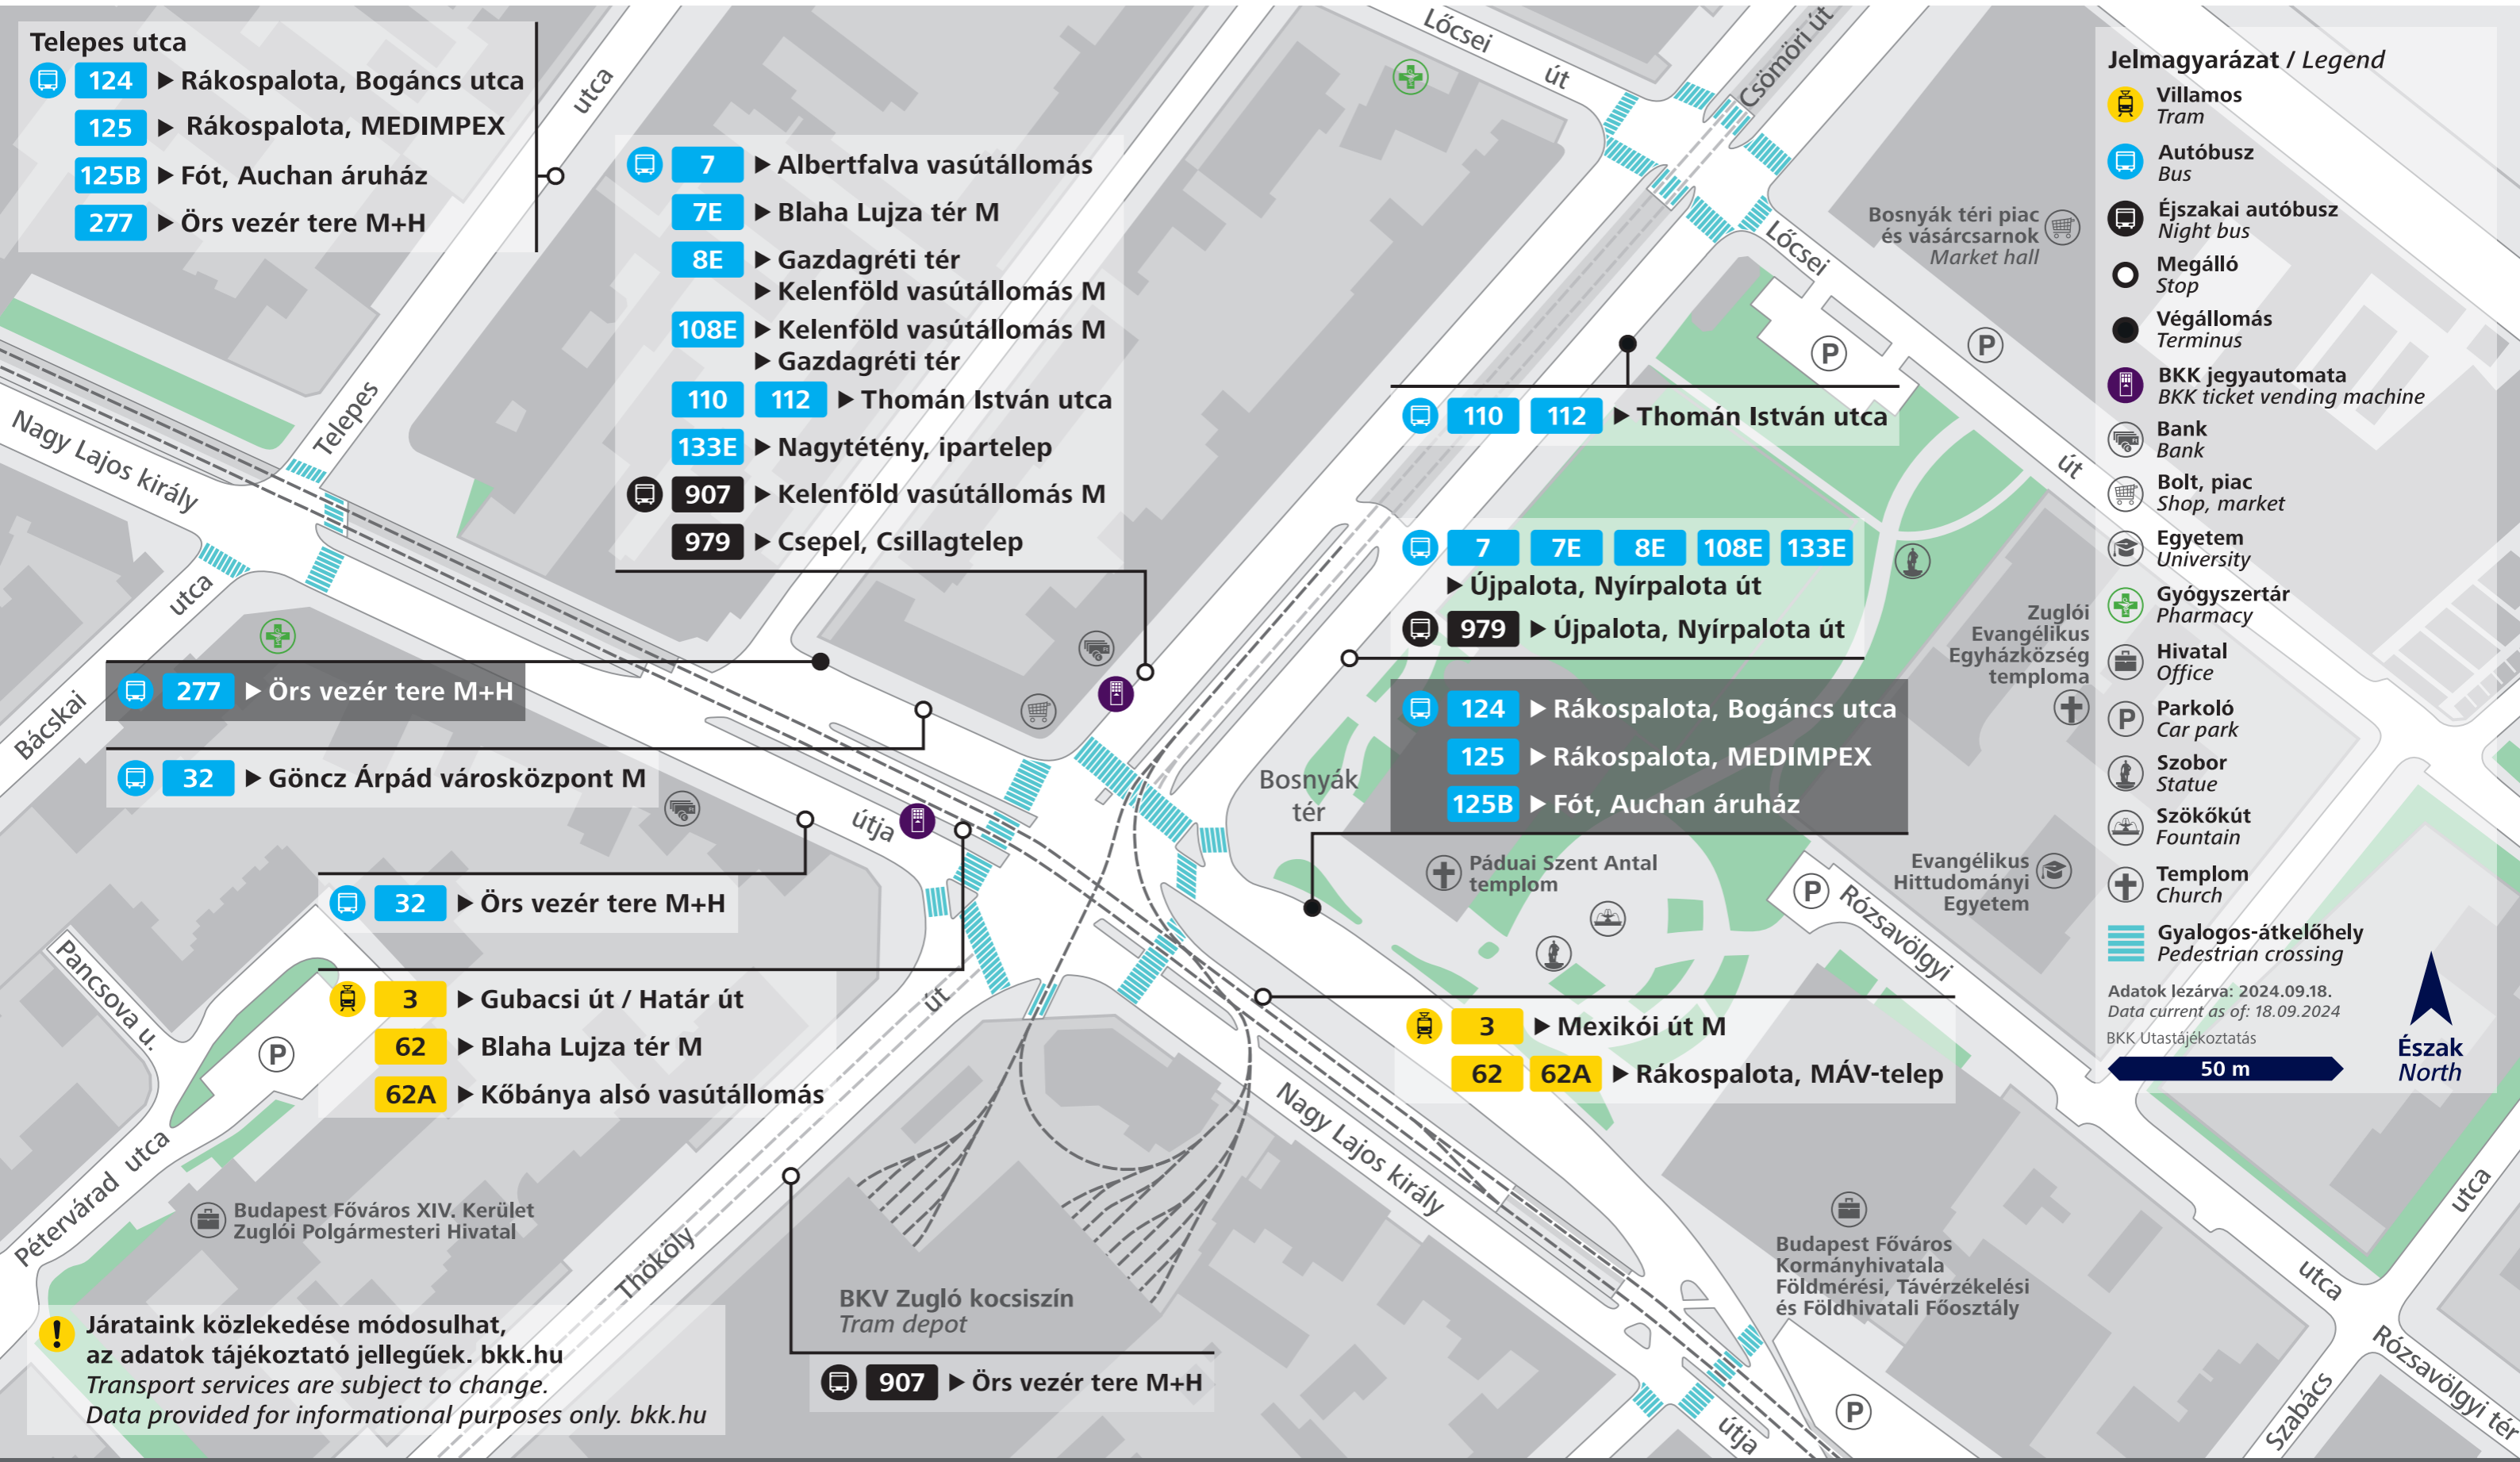 Telepes utca
124 Rákospalota, Bogáncs utca
125 Rákospalota, MEDIMPEX
125B Fót, Auchan áruház
277 Örs vezér tere M+H
utca
Telepes
7 Albertfalva vasútállomás
7E Blaha Lujza tér M
8E Gazdagréti tér
Kelenföld vasútállomás M
108E Kelenföld vasútállomás M
Gazdagréti tér
110 112 Thomán István utca
133E Nagytétény, ipartelep
907 Kelenföld vasútállomás M
979 Csepel, Csillagtelep
Lőcsei
út
Csömöri út
Lőcsei
út
Bosnyák téri piac
és vásárcsarnok
Market hall
P
P
110 112 Thomán István utca
7 7E 8E 108E 133E
Újpalota, Nyírpalota út
979 Újpalota, Nyírpalota út
124 Rákospalota, Bogáncs utca
125 Rákospalota, MEDIMPEX
125B Fót, Auchan áruház
Zuglói
Evangélikus
Egyházközség
temploma
Bosnyák
tér
Páduai Szent Antal
templom
Evangélikus
Hittudományi
Egyetem
P
Rózsavölgyi
Nagy Lajos király
utca
Bácskai
277 Örs vezér tere M+H
32 Göncz Árpád városközpont M
útja
32 Örs vezér tere M+H
3 Gubacsi út / Határ út
62 Blaha Lujza tér M
62A Kőbánya alsó vasútállomás
3 Mexikói út M
62 62A Rákospalota, MÁV-telep
Pancsova u.
P
Pétervárad utca
Budapest Főváros XIV. Kerület
Zuglói Polgármesteri Hivatal
út
Thököly
BKV Zugló kocsiszín
Tram depot
907 Örs vezér tere M+H
Nagy Lajos király
útja
Budapest Főváros
Kormányhivatala
Földmérési, Távérzékelési
és Földhivatali Főosztály
P
utca
utca
Szabács
Rózsavölgyi tér
! Járataink közlekedése módosulhat,
az adatok tájékoztató jellegűek. bkk.hu
Transport services are subject to change.
Data provided for informational purposes only. bkk.hu
Jelmagyarázat / Legend
Villamos
Tram
Autóbusz
Bus
Éjszakai autóbusz
Night bus
Megálló
Stop
Végállomás
Terminus
BKK jegyautomata
BKK ticket vending machine
Bank
Bank
Bolt, piac
Shop, market
Egyetem
University
Gyógyszertár
Pharmacy
Hivatal
Office
P Parkoló
Car park
Szobor
Statue
Szökőkút
Fountain
Templom
Church
Gyalogos-átkelőhely
Pedestrian crossing
Adatok lezárva: 2024.09.18.
Data current as of: 18.09.2024
BKK Utastájékoztatás
50 m
Észak
North